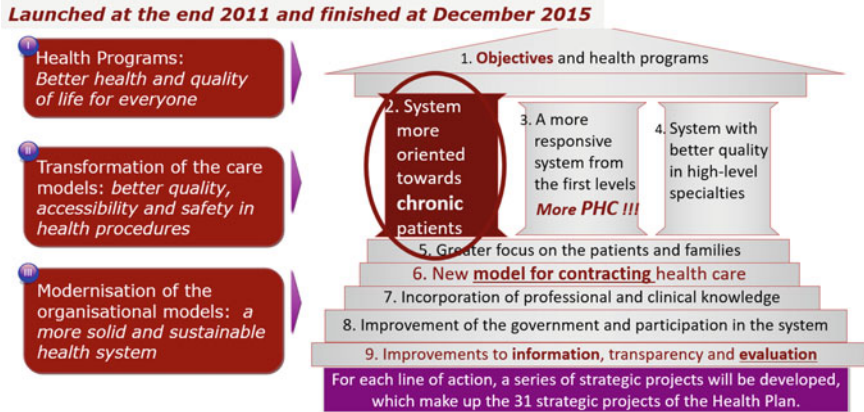 Launched at the end 2011 and finished at December 2015
i
Health Programs:
Better health and quality
of life for everyone
ii
Transformation of the care
models: better quality,
accessibility and safety in
health procedures
iii
Modernisation of the
organisational models: a
more solid and sustainable
health system
1. Objectives and health programs
2. System
more
oriented
towards
chronic
patients
3. A more
responsive
system from
the first levels
More PHC !!!
4. System with
better quality
in high-level
specialties
5. Greater focus on the patients and families
6. New model for contracting health care
7. Incorporation of professional and clinical knowledge
8. Improvement of the government and participation in the system
9. Improvements to information, transparency and evaluation
For each line of action, a series of strategic projects will be developed,
which make up the 31 strategic projects of the Health Plan.